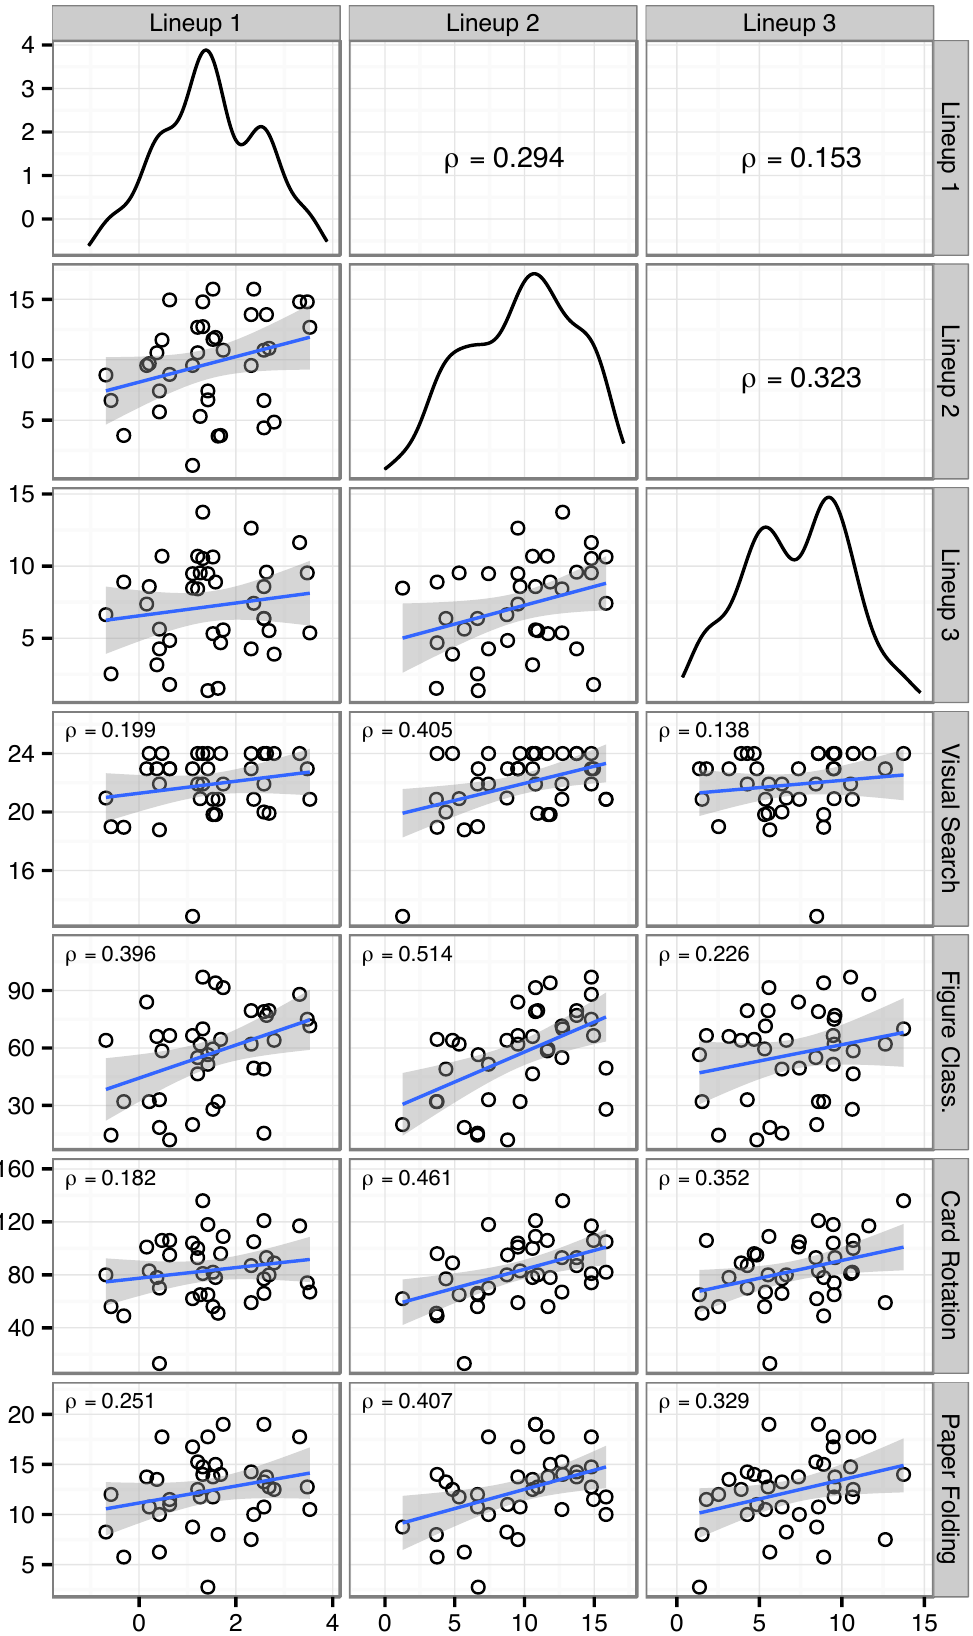 Lineup 1 Lineup 2 Lineup 3
4
3
2
1
0
ρ = 0.294
ρ = 0.153
Lineup 1
15
10
5
ρ = 0.323
Lineup 2
15
10
5
Lineup 3
24
20
16
ρ = 0.199
ρ = 0.405
ρ = 0.138
Visual Search
90
60
30
ρ = 0.396
ρ = 0.514
ρ = 0.226
Figure Class.
160
120
80
40
ρ = 0.182
ρ = 0.461
ρ = 0.352
Card Rotation
20
15
10
5
ρ = 0.251
ρ = 0.407
ρ = 0.329
Paper Folding
0 2 4 0 5 10 15 0 5 10 15